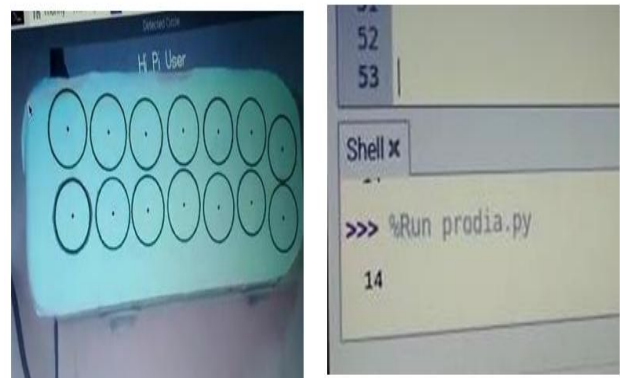 Detected Circle
Hi Pi User
52
53
Shell ×
>>> %Run prodia.py
14